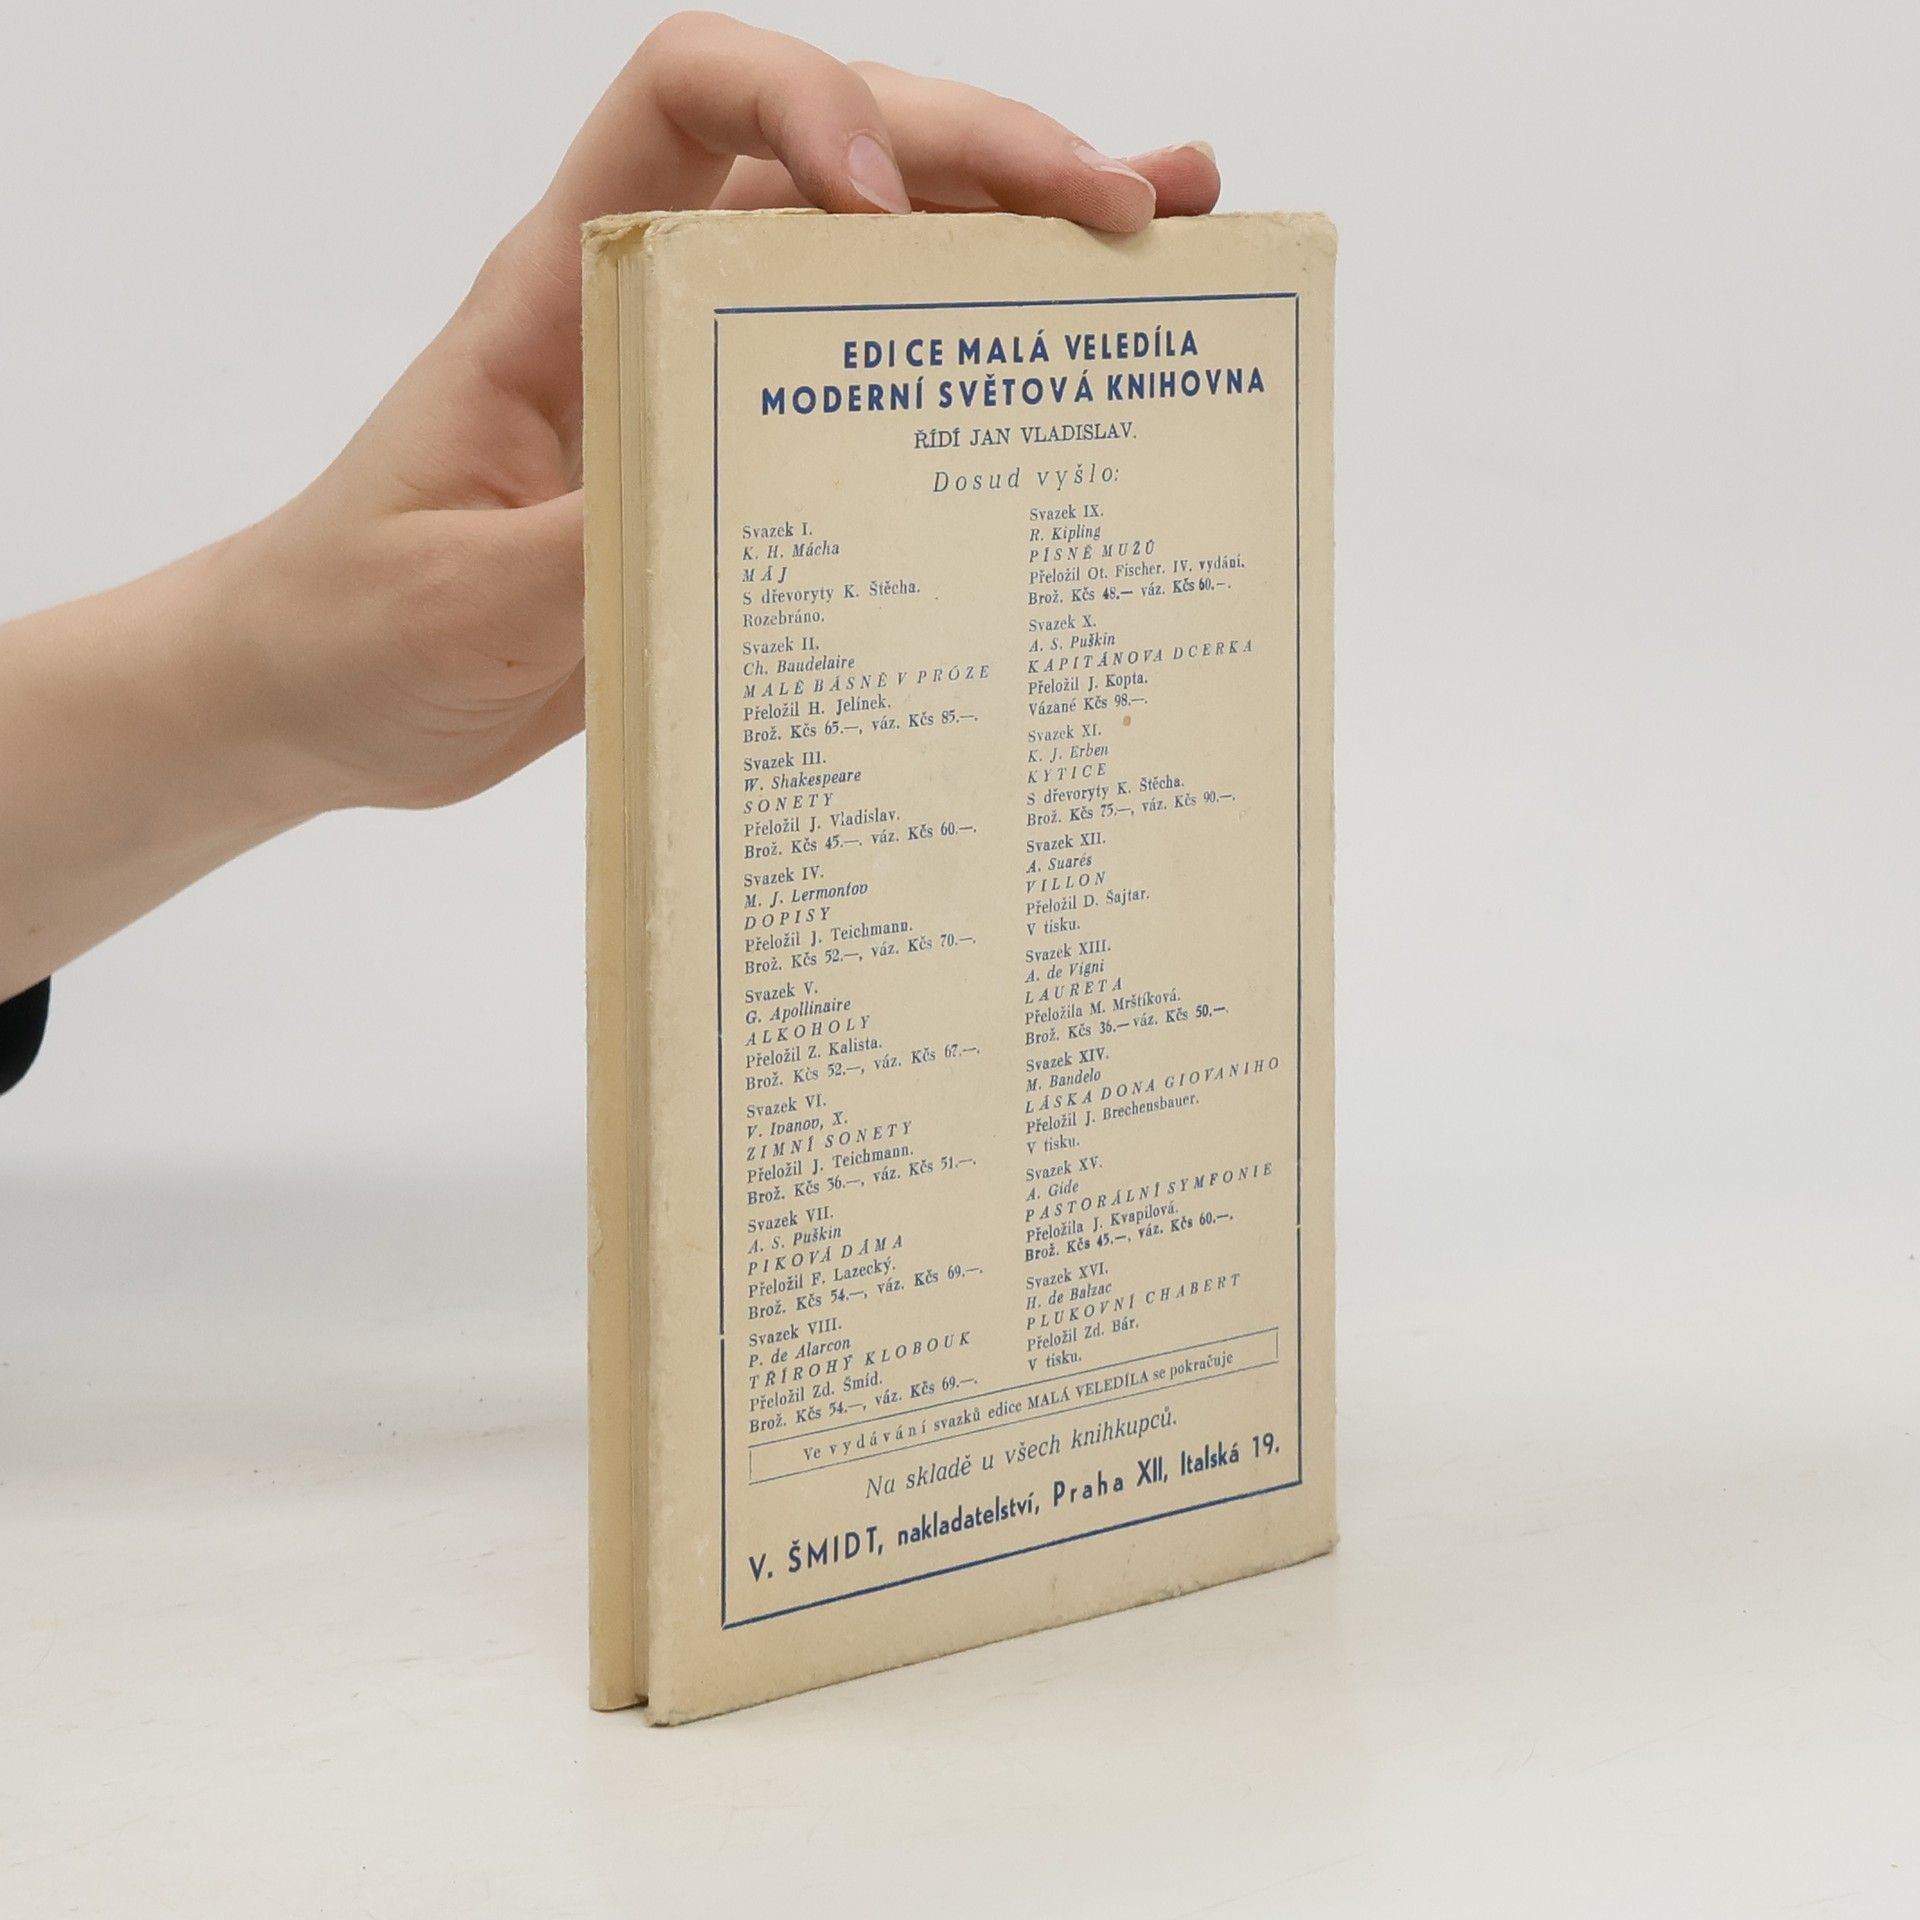 EDICE MALÁ VELEDÍLA
MODERNÍ SVĚTOVÁ KNIHOVNA
ŘÍDÍ JAN VLADISLAV.
Dosud vyšlo:
Svazek I.
K. H. Mácha
MÁJ
S dřevoryty K. Štěcha.
Rozebráno.
Svazek II.
Ch. Baudelaire
MALÉ BÁSNĚ V PRÓZE
Přeložil H. Jelínek.
Brož. Kčs 65.—, váz. Kčs 85.—.
Svazek III.
W. Shakespeare
SONETY
Přeložil J. Vladislav.
Brož. Kčs 45.—. váz. Kčs 60.—.
Svazek IV.
M. J. Lermontov
DOPISY
Přeložil J. Teichmann.
Brož. Kčs 52.—, váz. Kčs 70.—.
Svazek V.
G. Apollinaire
ALKOHOLY
Přeložil Z. Kalista.
Brož. Kčs 52.—, váz. Kčs 67.—.
Svazek VI.
V. Ivanov, X.
ZIMNÍ SONETY
Přeložil J. Teichmann.
Brož. Kčs 36.—, váz. Kčs 51.—.
Svazek VII.
A. S. Puškin
PIKOVÁ DÁMA
Přeložil F. Lazecký.
Brož. Kčs 54.—, váz. Kčs 69.—.
Svazek VIII.
P. de Alarcon
TŘÍROHÝ KLOBOUK
Přeložil Zd. Šmíd.
Brož. Kčs 54.—, váz. Kčs 69.—.
Svazek IX.
R. Kipling
PÍSNĚ MUŽŮ
Přeložil Ot. Fischer. IV. vydání.
Brož. Kčs 48.— váz. Kčs 60.—.
Svazek X.
A. S. Puškin
KAPITÁNOVA DCERKA
Přeložil J. Kopta.
Vázané Kčs 98.—.
Svazek XI.
K. J. Erben
KYTICE
S dřevoryty K. Štěcha.
Brož. Kčs 75.—, váz. Kčs 90.—.
Svazek XII.
A. Suarés
VILLON
Přeložil D. Šajtar.
V tisku.
Svazek XIII.
A. de Vigni
LAURETA
Přeložila M. Mrštíková.
Brož. Kčs 36.— váz. Kčs 50.—.
Svazek XIV.
M. Bandelo
LÁSKA DONA GIOVANIHO
Přeložil J. Brechensbauer.
V tisku.
Svazek XV.
A. Gide
PASTORÁLNÍ SYMFONIE
Přeložila J. Kvapilová.
Brož. Kčs 45.—, váz. Kčs 60.—.
Svazek XVI.
H. de Balzac
PLUKOVNÍ CHABERT
Přeložil Zd. Bár.
V tisku.
Ve vydávání svazků edice MALÁ VELEDÍLA se pokračuje
Na skladě u všech knihkupců.
V. ŠMIDT, nakladatelství, Praha XII, Italská 19.